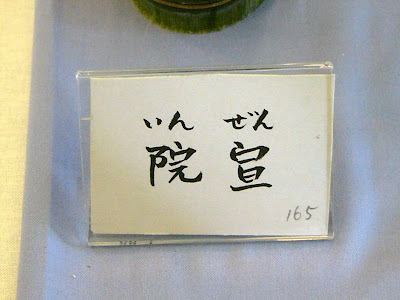 いん ぜん
院 宣
165